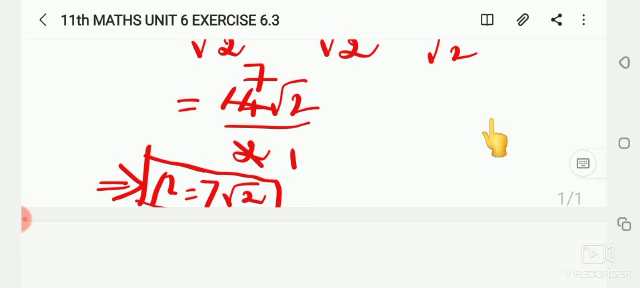 11th MATHS UNIT 6 EXERCISE 6.3
√2 √2 √2
7
= 14√2
2 1
⇒ = 7√2
1/1
VIDEOSHOW